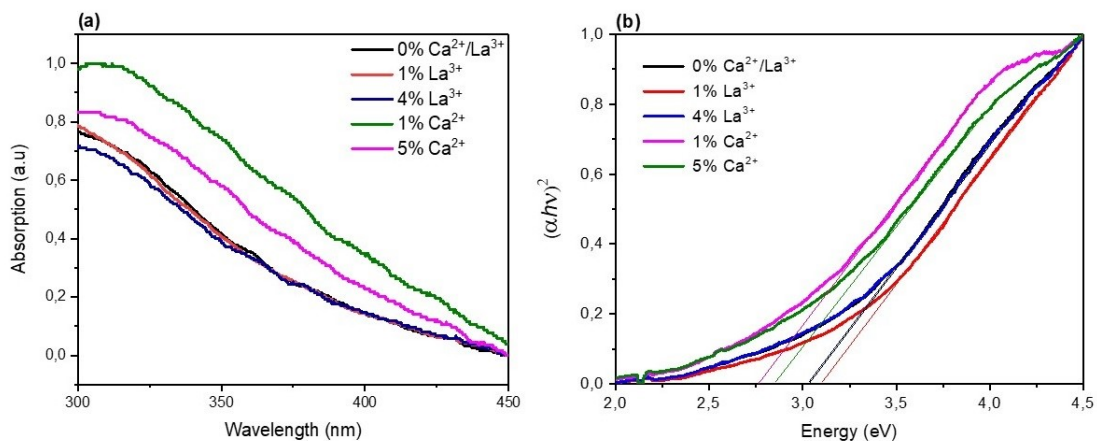 (a)
1,0
0,8
0,6
0,4
0,2
0,0
Absorption (a.u)
0% Ca²⁺/La³⁺
1% La³⁺
4% La³⁺
1% Ca²⁺
5% Ca²⁺
300
350
400
450
Wavelength (nm)
(b)
1,0
0,8
0,6
0,4
0,2
0,0
(αhν)²
0% Ca²⁺/La³⁺
1% La³⁺
4% La³⁺
1% Ca²⁺
5% Ca²⁺
2,0
2,5
3,0
3,5
4,0
4,5
Energy (eV)